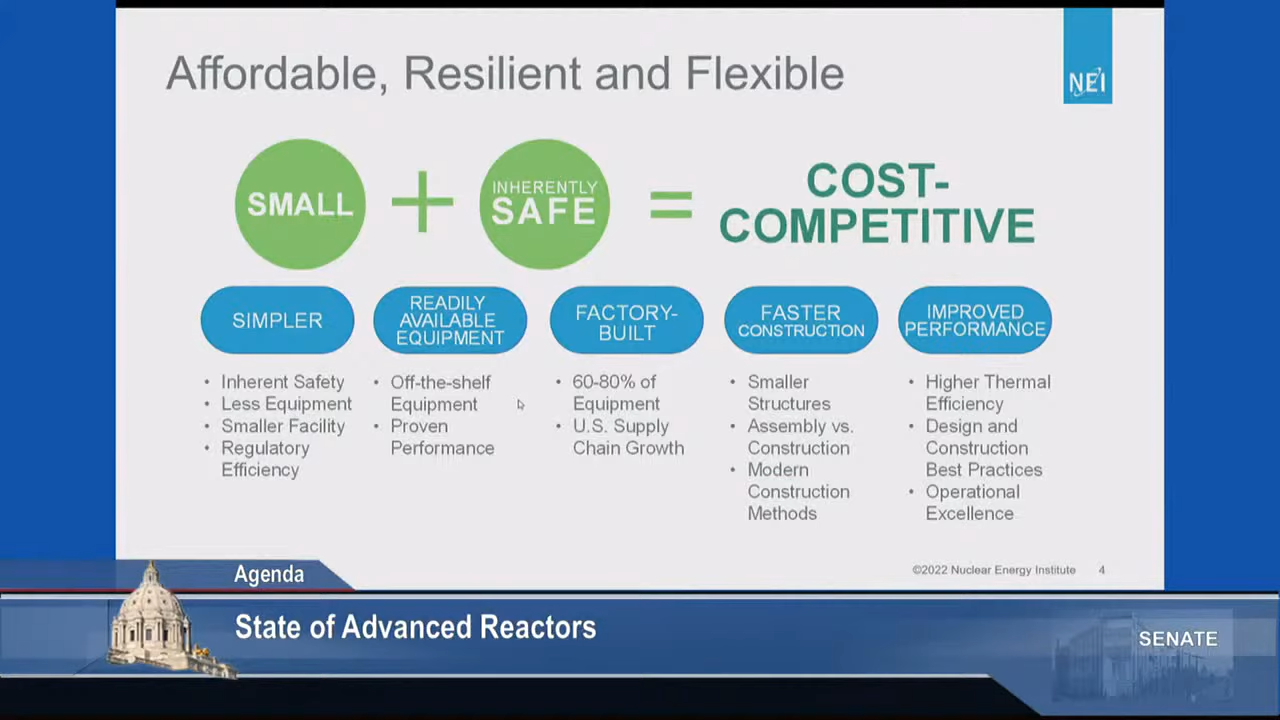 Affordable, Resilient and Flexible
NEI
SMALL
+
INHERENTLY
SAFE
=
COST-
COMPETITIVE
SIMPLER
• Inherent Safety
• Less Equipment
• Smaller Facility
• Regulatory
Efficiency
READILY
AVAILABLE
EQUIPMENT
• Off-the-shelf
Equipment
• Proven
Performance
FACTORY-
BUILT
• 60-80% of
Equipment
• U.S. Supply
Chain Growth
FASTER
CONSTRUCTION
• Smaller
Structures
• Assembly vs.
Construction
• Modern
Construction
Methods
IMPROVED
PERFORMANCE
• Higher Thermal
Efficiency
• Design and
Construction
Best Practices
• Operational
Excellence
©2022 Nuclear Energy Institute 4
Agenda
State of Advanced Reactors
SENATE